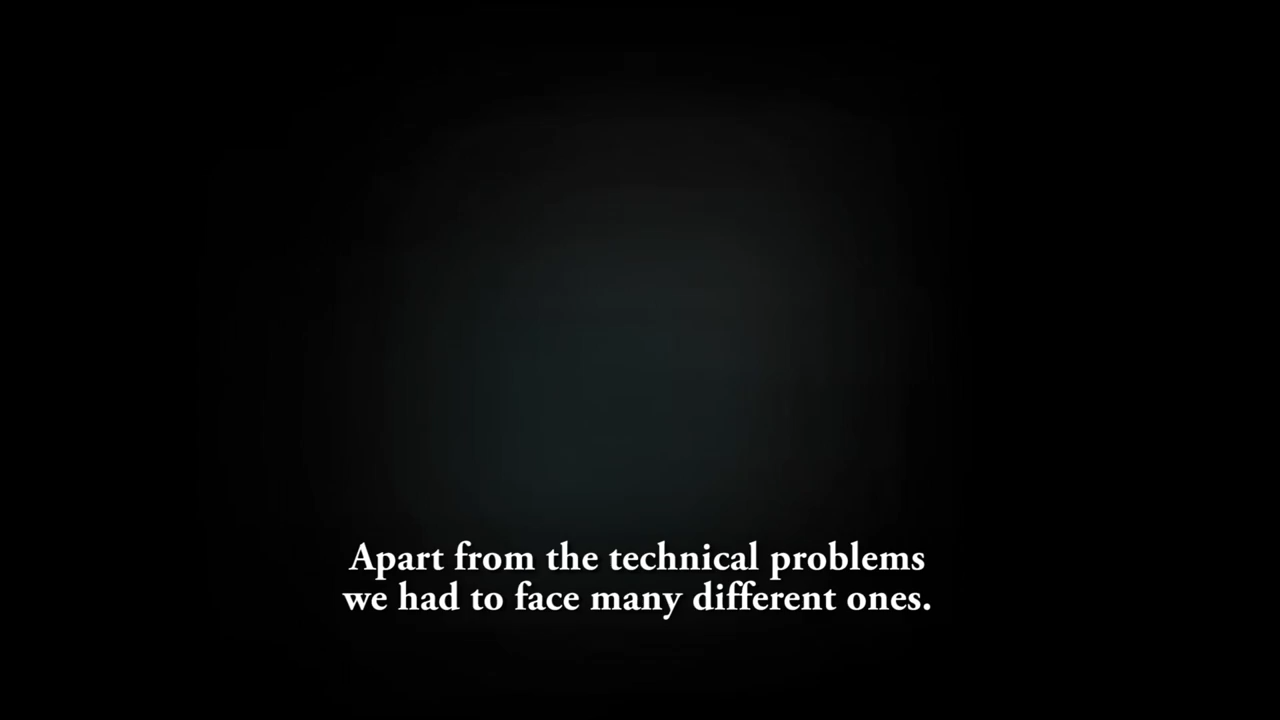 Apart from the technical problems
we had to face many different ones.